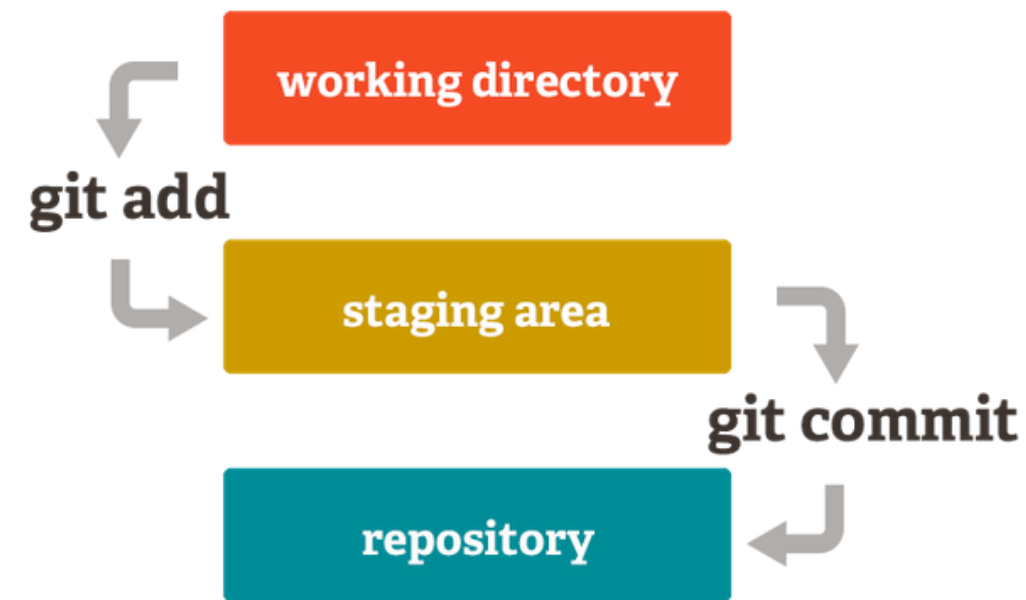 working directory
git add
staging area
git commit
repository